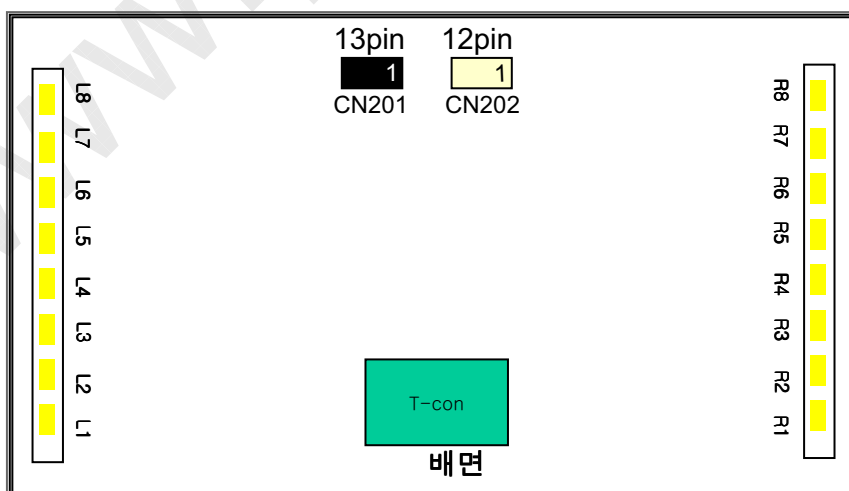 13pin 12pin
1 1
CN201 CN202
L8 R8
L7 R7
L6 R6
L5 R5
L4 R4
L3 R3
L2 R2
L1 R1
T-con
배면